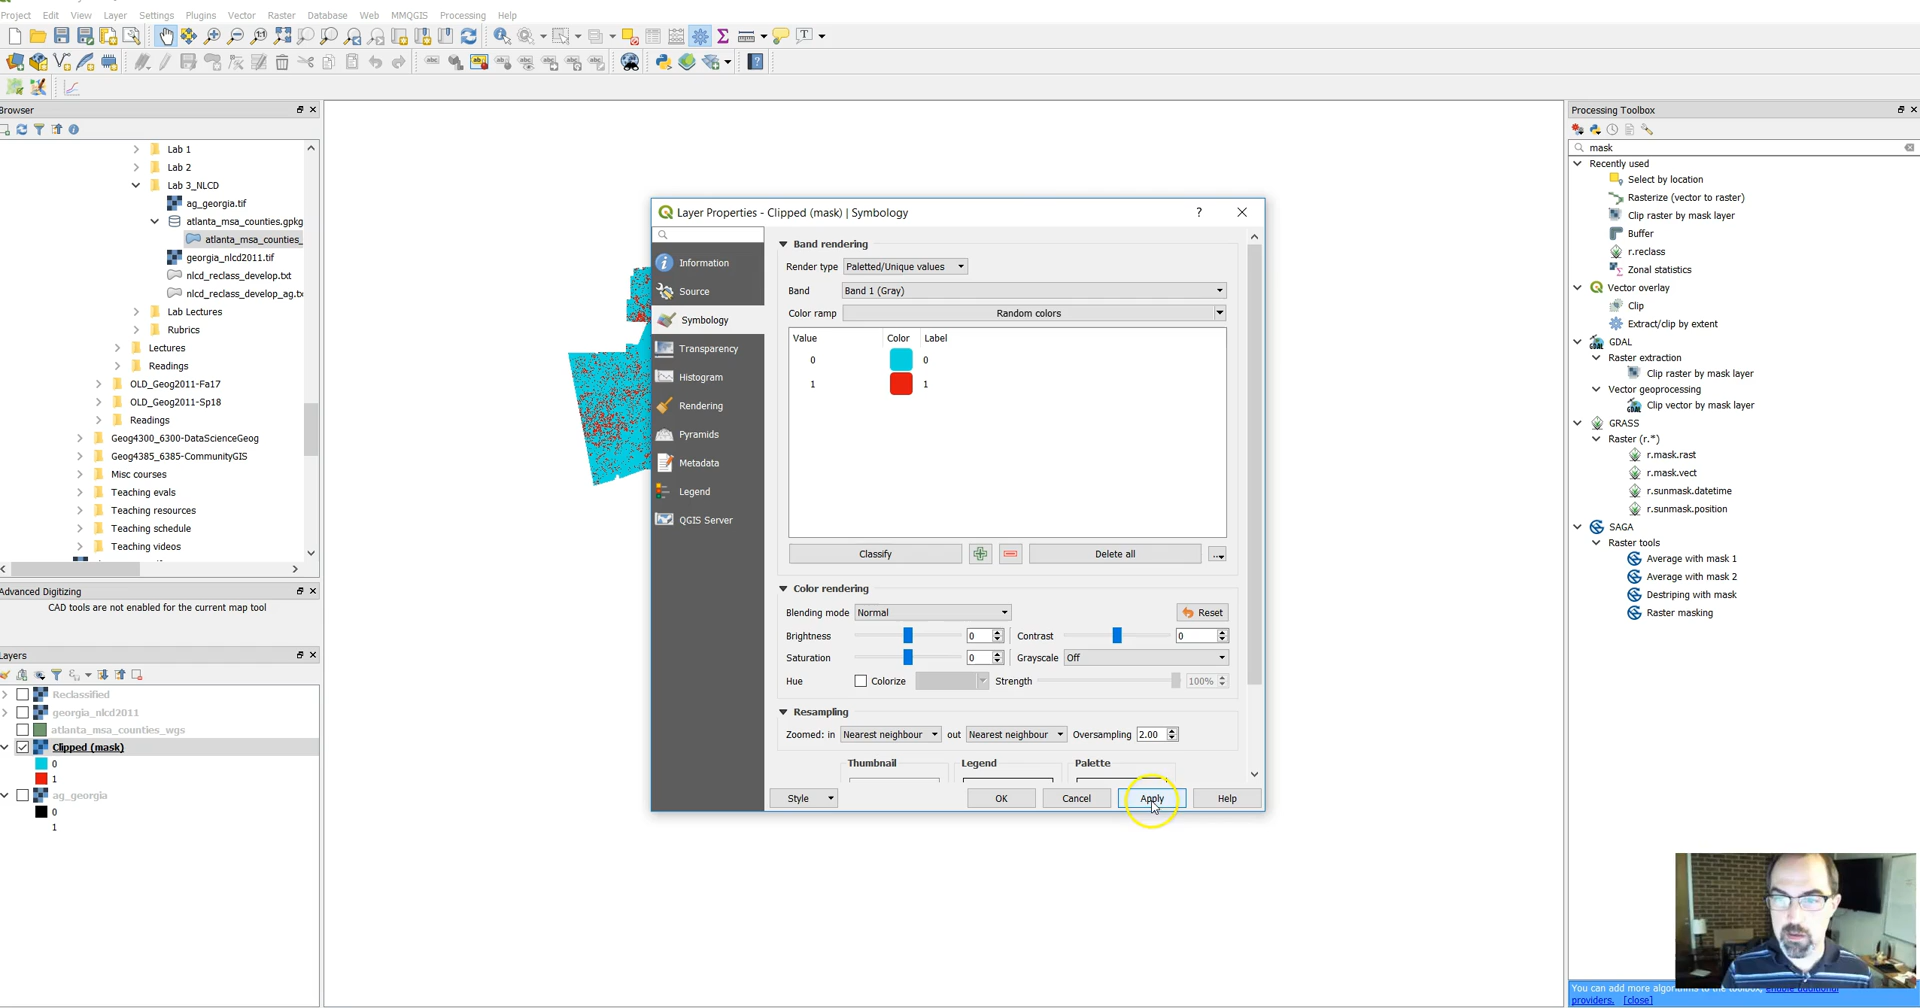 Project Edit View Layer Settings Plugins Vector Raster Database Web MMQGIS Processing Help
Browser
Lab 1
Lab 2
Lab 3_NLCD
ag_georgia.tif
atlanta_msa_counties.gpkg
atlanta_msa_counties_
georgia_nlcd2011.tif
nlcd_reclass_develop.txt
nlcd_reclass_develop_ag.tx
Lab Lectures
Rubrics
Lectures
Readings
OLD_Geog2011-Fa17
OLD_Geog2011-Sp18
Readings
Geog4300_6300-DataScienceGeog
Geog4385_6385-CommunityGIS
Misc courses
Teaching evals
Teaching resources
Teaching schedule
Teaching videos
Advanced Digitizing
CAD tools are not enabled for the current map tool
Layers
Reclassified
georgia_nlcd2011
atlanta_msa_counties_wgs
Clipped (mask)
0
1
ag_georgia
0
1
Layer Properties - Clipped (mask) | Symbology
?
Information
Source
Symbology
Transparency
Histogram
Rendering
Pyramids
Metadata
Legend
QGIS Server
Band rendering
Render type Paletted/Unique values
Band Band 1 (Gray)
Color ramp Random colors
Value Color Label
0 0
1 1
Classify Delete all ...
Color rendering
Blending mode Normal Reset
Brightness 0 Contrast 0
Saturation 0 Grayscale Off
Hue Colorize Strength 100%
Resampling
Zoomed: in Nearest neighbour out Nearest neighbour Oversampling 2.00
Thumbnail Legend Palette
Style OK Cancel Apply Help
Processing Toolbox
mask
Recently used
Select by location
Rasterize (vector to raster)
Clip raster by mask layer
Buffer
r.reclass
Zonal statistics
Vector overlay
Clip
Extract/clip by extent
GDAL
Raster extraction
Clip raster by mask layer
Vector geoprocessing
Clip vector by mask layer
GRASS
Raster (r.*)
r.mask.rast
r.mask.vect
r.sunmask.datetime
r.sunmask.position
SAGA
Raster tools
Average with mask 1
Average with mask 2
Destriping with mask
Raster masking
You can add more algorithms to the toolbox, enable additional
providers. [close]